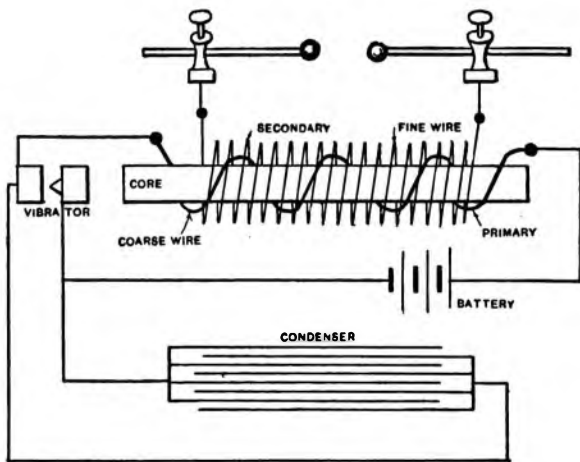 SECONDARY
FINE WIRE
CORE
VIBRATOR
COARSE WIRE
PRIMARY
BATTERY
CONDENSER